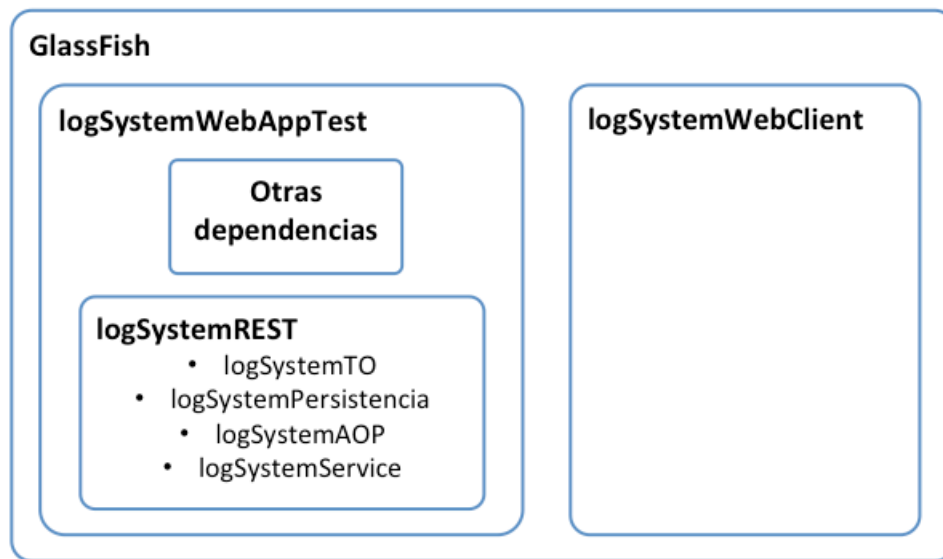 GlassFish
logSystemWebAppTest
Otras
dependencias
logSystemREST
• logSystemTO
• logSystemPersistencia
• logSystemAOP
• logSystemService
logSystemWebClient